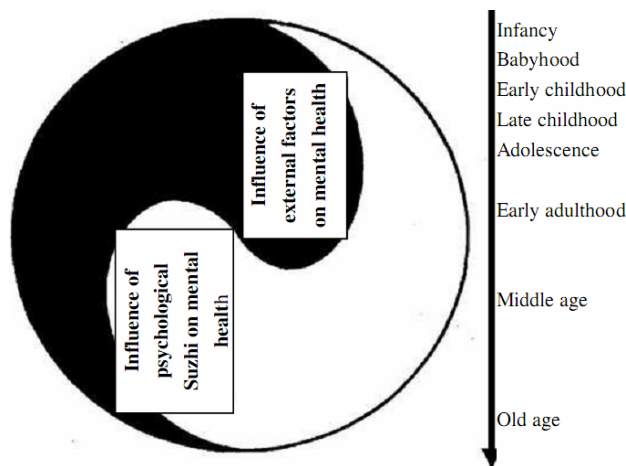 Influence of
external factors
on mental health
Influence of
psychological
Suzhi on mental
health
Infancy
Babyhood
Early childhood
Late childhood
Adolescence
Early adulthood
Middle age
Old age